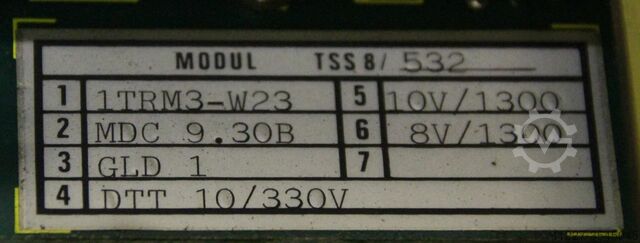 MODUL TSS 8/ 532
1 1TRM3-W23 5 10V/1300
2 MDC 9.30B 6 8V/1300
3 GLD 1 7
4 DTT 10/330V